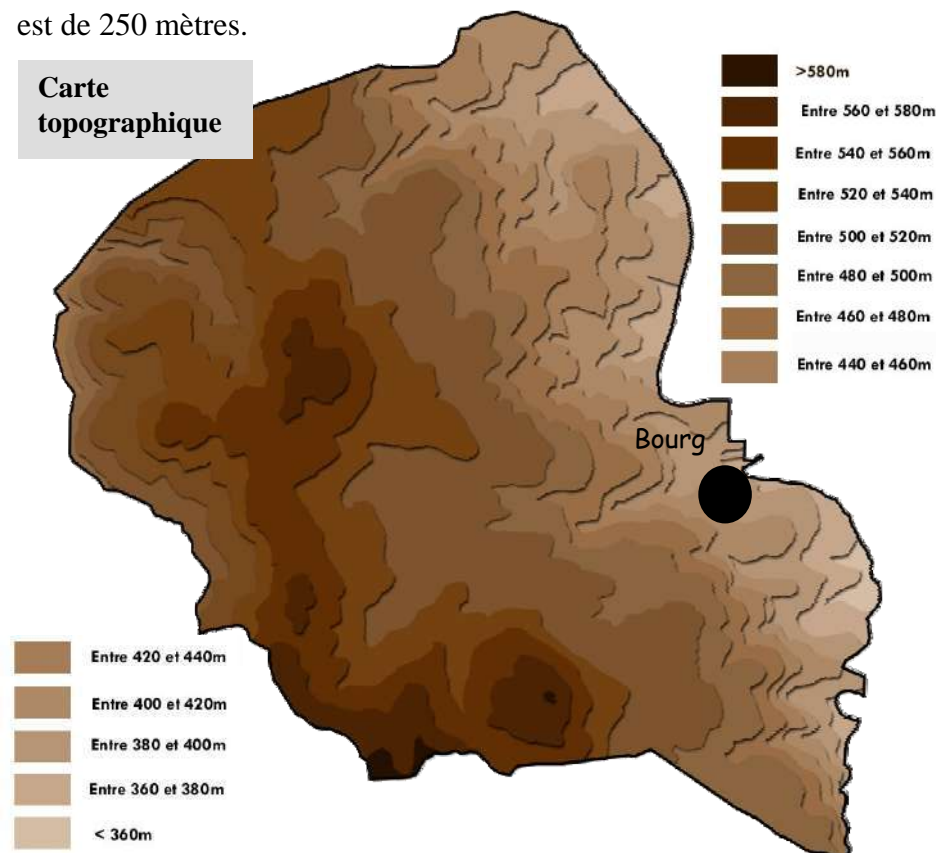 est de 250 mètres.
Carte
topographique
>580m
Entre 560 et 580m
Entre 540 et 560m
Entre 520 et 540m
Entre 500 et 520m
Entre 480 et 500m
Entre 460 et 480m
Entre 440 et 460m
Bourg
Entre 420 et 440m
Entre 400 et 420m
Entre 380 et 400m
Entre 360 et 380m
< 360m